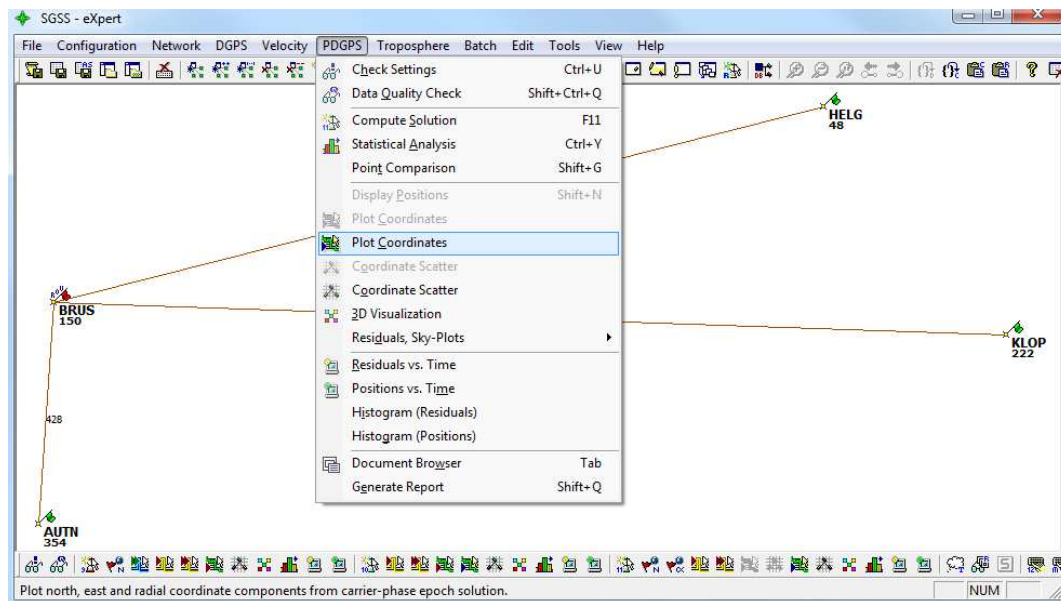 SGSS - eXpert
File Configuration Network DGPS Velocity PDGPS Troposphere Batch Edit Tools View Help
Check Settings Ctrl+U
Data Quality Check Shift+Ctrl+Q
Compute Solution F11
Statistical Analysis Ctrl+Y
Point Comparison Shift+G
Display Positions Shift+N
Plot Coordinates
Plot Coordinates
Coordinate Scatter
Coordinate Scatter
3D Visualization
Residuals, Sky-Plots
Residuals vs. Time
Positions vs. Time
Histogram (Residuals)
Histogram (Positions)
Document Browser Tab
Generate Report Shift+Q
HELG
48
BRUS
150
KLOP
222
428
AUTN
354
Plot north, east and radial coordinate components from carrier-phase epoch solution.
NUM